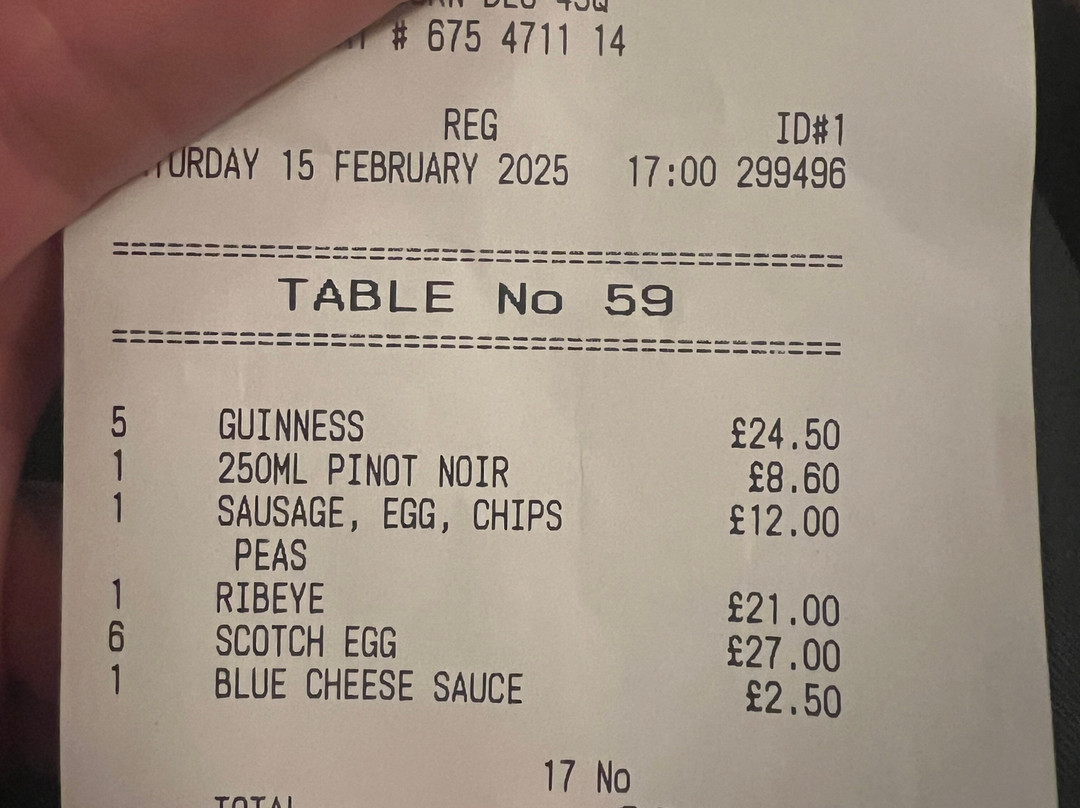 # 675 4711 14
REG ID#1
TURDAY 15 FEBRUARY 2025 17:00 299496
TABLE No 59
5 GUINNESS £24.50
1 250ML PINOT NOIR £8.60
1 SAUSAGE, EGG, CHIPS £12.00
PEAS
1 RIBEYE £21.00
6 SCOTCH EGG £27.00
1 BLUE CHEESE SAUCE £2.50
17 No
TOTAL